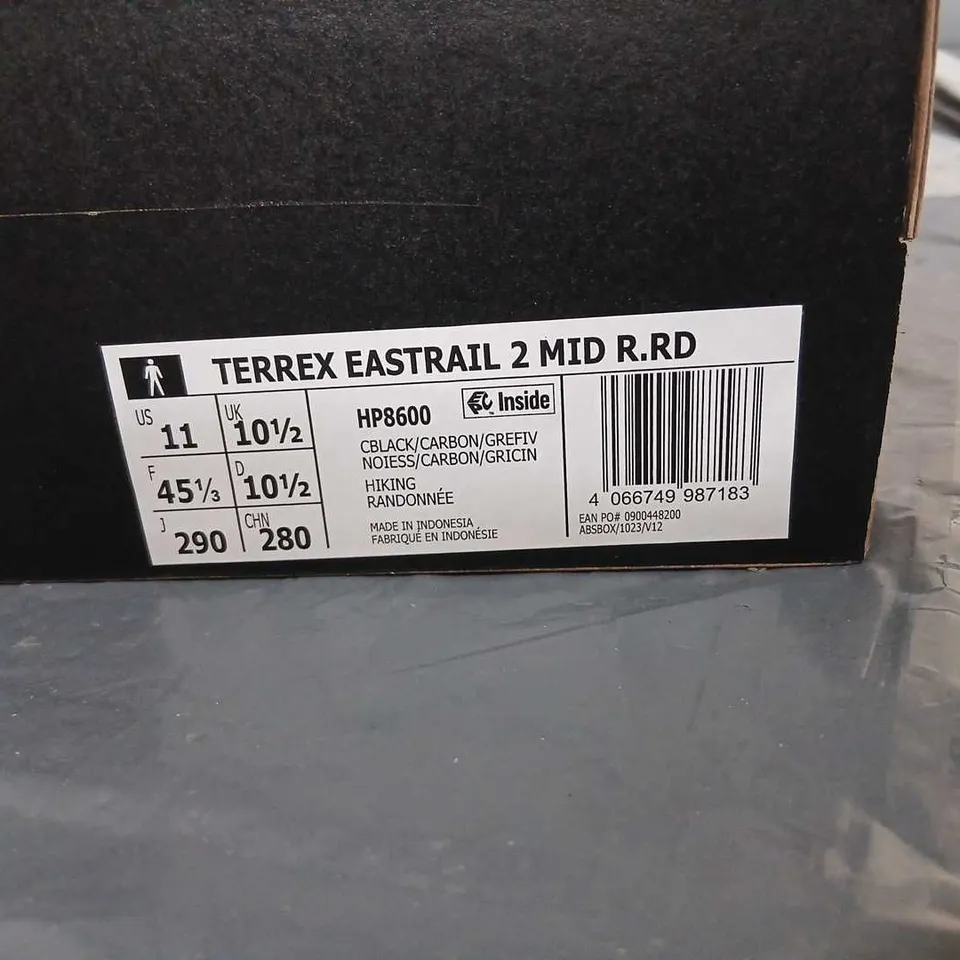 TERREX EASTRAIL 2 MID R.RD
US 11 UK 10½
F 45⅓ D 10½
J 290 CHN 280
HP8600
Inside
CBLACK/CARBON/GREFIV
NOIESS/CARBON/GRICIN
HIKING
RANDONNÉE
MADE IN INDONESIA
FABRIQUÉ EN INDONÉSIE
4 066749 987183
EAN PO# 0900448200
ABSBOX/1023/V12